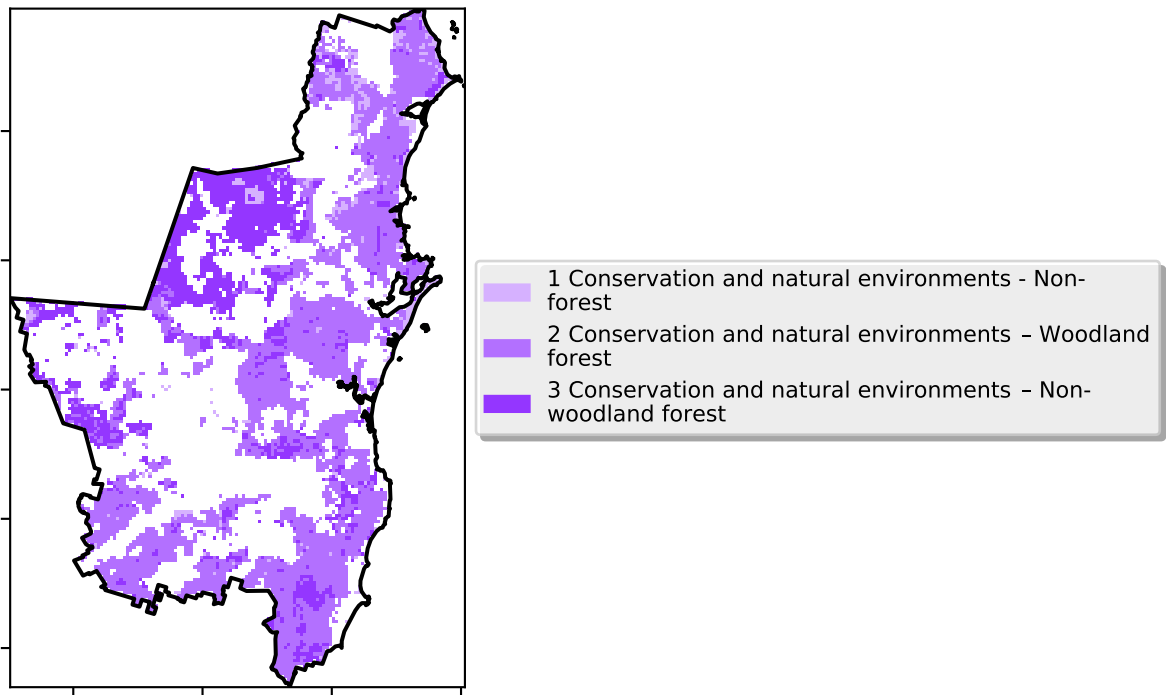 1 Conservation and natural environments - Non-
forest
2 Conservation and natural environments – Woodland
forest
3 Conservation and natural environments – Non-
woodland forest